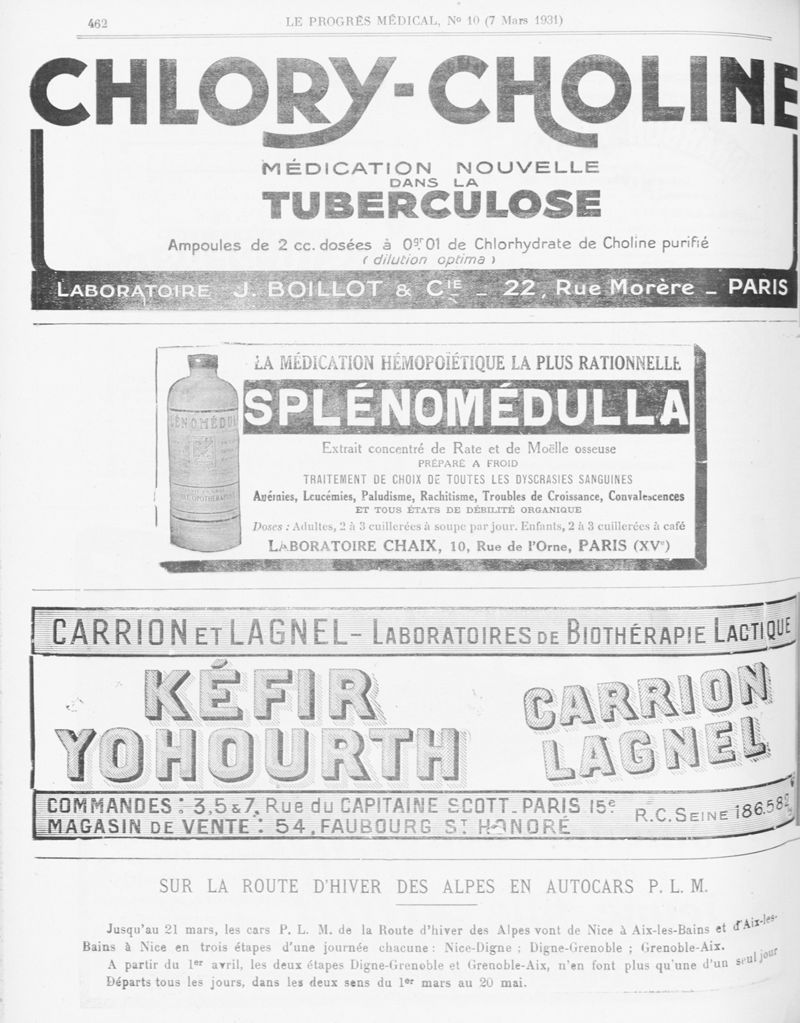 462
LE PROGRÈS MÉDICAL, No 10 (7 Mars 1931)
CHLORY-CHOLINE
MÉDICATION NOUVELLE
DANS LA
TUBERCULOSE
Ampoules de 2 cc. dosées à 0gr01 de Chlorhydrate de Choline purifié
(dilution optima)
LABORATOIRE J. BOILLOT & CIE _ 22, Rue Morère _ PARIS
LA MÉDICATION HÉMOPOÏÉTIQUE LA PLUS RATIONNELLE
SPLÉNOMÉDULLA
Extrait concentré de Rate et de Moëlle osseuse
PRÉPARÉ A FROID
TRAITEMENT DE CHOIX DE TOUTES LES DYSCRASIES SANGUINES
Anémies, Leucémies, Paludisme, Rachitisme, Troubles de Croissance, Convalescences
ET TOUS ÉTATS DE DÉBILITÉ ORGANIQUE
Doses : Adultes, 2 à 3 cuillerées à soupe par jour. Enfants, 2 à 3 cuillerées à café
LABORATOIRE CHAIX, 10, Rue de l'Orne, PARIS (XVe)
CARRION ET LAGNEL - LABORATOIRES DE BIOTHÉRAPIE LACTIQUE
KÉFIR
YOHOURTH
CARRION
LAGNEL
COMMANDES : 3,5 & 7, Rue du CAPITAINE SCOTT - PARIS 15e
MAGASIN DE VENTE : 54, FAUBOURG ST HONORÉ
R.C. SEINE
SUR LA ROUTE D'HIVER DES ALPES EN AUTOCARS P. L. M.
Jusqu'au 21 mars, les cars P. L. M. de la Route d'hiver des Alpes vont de Nice à Aix-les-Bains et d'Aix-les-
Bains à Nice en trois étapes d'une journée chacune : Nice-Digne ; Digne-Grenoble ; Grenoble-Aix.
A partir du 1er avril, les deux étapes Digne-Grenoble et Grenoble-Aix, n'en font plus qu'une d'un seul jour
Départs tous les jours, dans les deux sens du 1er mars au 20 mai.